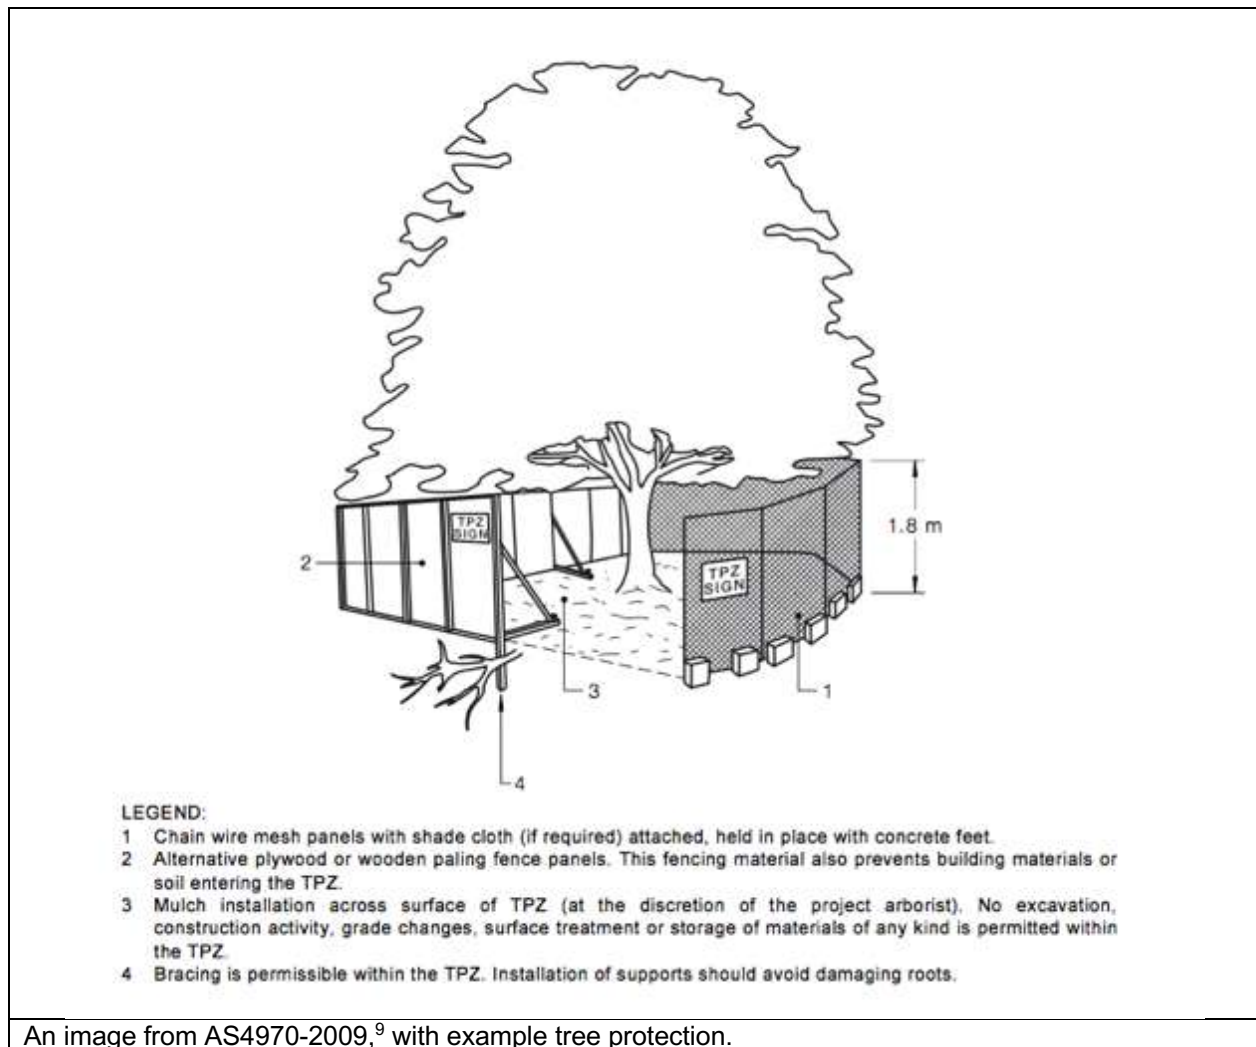 TPZ
SIGN
1.8 m
2
TPZ
SIGN
3
1
4
LEGEND:
1 Chain wire mesh panels with shade cloth (if required) attached, held in place with concrete feet.
2 Alternative plywood or wooden paling fence panels. This fencing material also prevents building materials or
soil entering the TPZ.
3 Mulch installation across surface of TPZ (at the discretion of the project arborist). No excavation,
construction activity, grade changes, surface treatment or storage of materials of any kind is permitted within
the TPZ.
4 Bracing is permissible within the TPZ. Installation of supports should avoid damaging roots.
An image from AS4970-2009,⁹ with example tree protection.